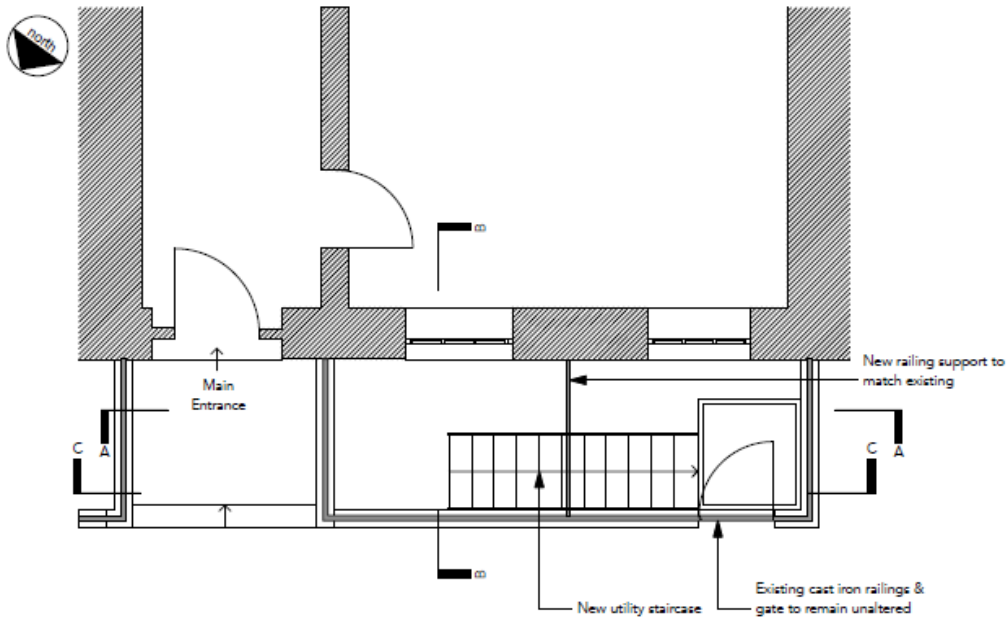 north
B
New railing support to
match existing
Main
Entrance
C
A
C
A
B
New utility staircase
Existing cast iron railings &
gate to remain unaltered